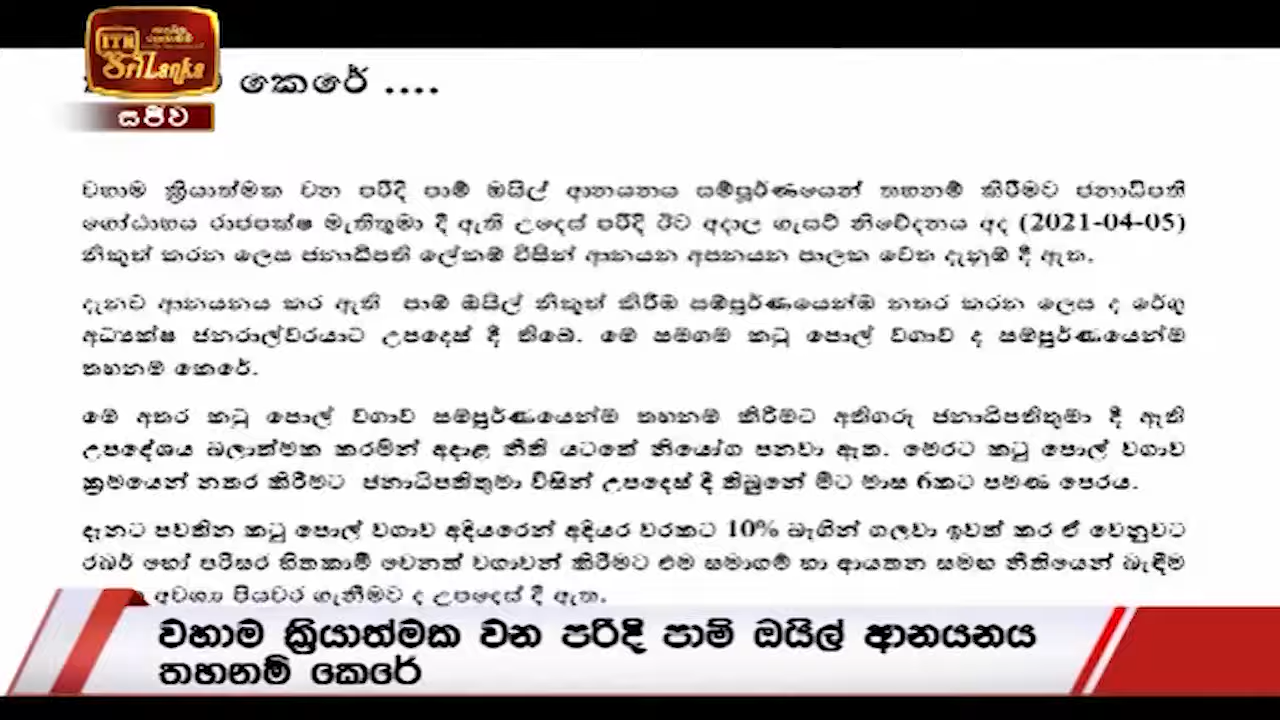 ITN
Sri Lanka
සජීව
කෙරේ ....
වහාම ක්‍රියාත්මක වන පරිදි පාම් ඔයිල් ආනයනය සම්පූර්ණයෙන් තහනම් කිරීමට ජනාධිපති
ගෝඨාභය රාජපක්ෂ මැතිතුමා දී ඇති උදෙස් පරිදි ඊට අදාල ගැසට් නිවේදනය අද (2021-04-05)
නිකුත් කරන ලෙස ජනාධිපති ලේකම් විසින් ආනයන අපනයන පාලක වෙත දැනුම් දී ඇත.
දැනට ආනයනය කර ඇති පාම් ඔයිල් නිකුත් කිරීම සම්පුර්ණයෙන්ම නතර කරන ලෙස ද රේගු
අධ්‍යක්ෂ ජනරාල්වරයාට උපදෙස් දී තිබේ. මේ සමගම කටු පොල් වගාව ද සම්පුර්ණයෙන්ම
තහනම් කෙරේ.
මේ අතර කටු පොල් වගාව සම්පුර්ණයෙන්ම තහනම් කිරීමට අතිගරු ජනාධිපතිතුමා දී ඇති
උපදේශය බලාත්මක කරමින් අදාළ නීති යටතේ නියෝග පනවා ඇත. මෙරට කටු පොල් වගාව
ක්‍රමයෙන් නතර කිරීමට ජනාධිපතිතුමා විසින් උපදෙස් දී තිබුනේ මීට මාස 6කට පමණ පෙරය.
දැනට පවතින කටු පොල් වගාව අදියරෙන් අදියර වරකට 10% බැගින් ගලවා ඉවත් කර ඒ වෙනුවට
රබර් හෝ පරිසර හිතකාමී වෙනත් වගාවන් කිරීමට එම සමාගම් හා ආයතන සමඟ නීතියෙන් බැඳීම
අවශ්‍ය පියවර ගැනීමට ද උපදෙස් දී ඇත.
වහාම ක්‍රියාත්මක වන පරිදි පාම් ඔයිල් ආනයනය
තහනම් කෙරේ